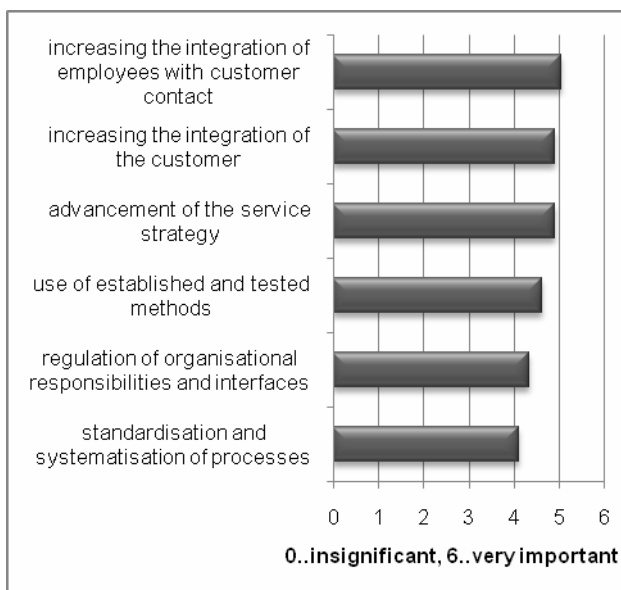 increasing the integration of
employees with customer
contact
increasing the integration of
the customer
advancement of the service
strategy
use of established and tested
methods
regulation of organisational
responsibilities and interfaces
standardisation and
systematisation of processes
0 1 2 3 4 5 6
0..insignificant, 6..very important